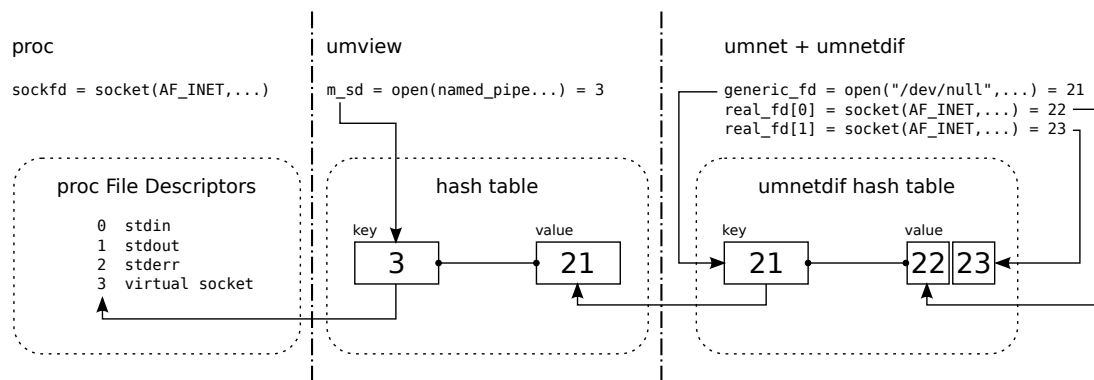 proc
sockfd = socket(AF_INET,...)
proc File Descriptors
0 stdin
1 stdout
2 stderr
3 virtual socket
umview
m_sd = open(named_pipe...) = 3
hash table
key
value
3
21
umnet + umnetdif
generic_fd = open("/dev/null",...) = 21
real_fd[0] = socket(AF_INET,...) = 22
real_fd[1] = socket(AF_INET,...) = 23
umnetdif hash table
key
value
21
22 23